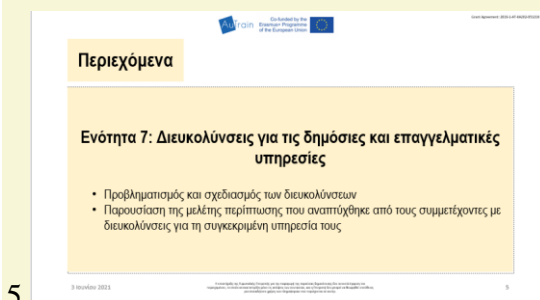 AuTrain
Co-funded by the
Erasmus+ Programme
of the European Union
Περιεχόμενα
Ενότητα 7: Διευκολύνσεις για τις δημόσιες και επαγγελματικές
υπηρεσίες
• Προβληματισμός και σχεδιασμός των διευκολύνσεων
• Παρουσίαση της μελέτης περίπτωσης που αναπτύχθηκε από τους συμμετέχοντες με
διευκολύνσεις για τη συγκεκριμένη υπηρεσία τους
3 Ιουνίου 2021
5
5